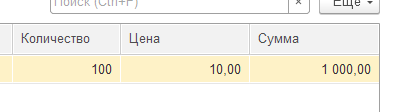 Поиск (Ctrl+F) × Еще
Количество Цена Сумма
100 10,00 1 000,00